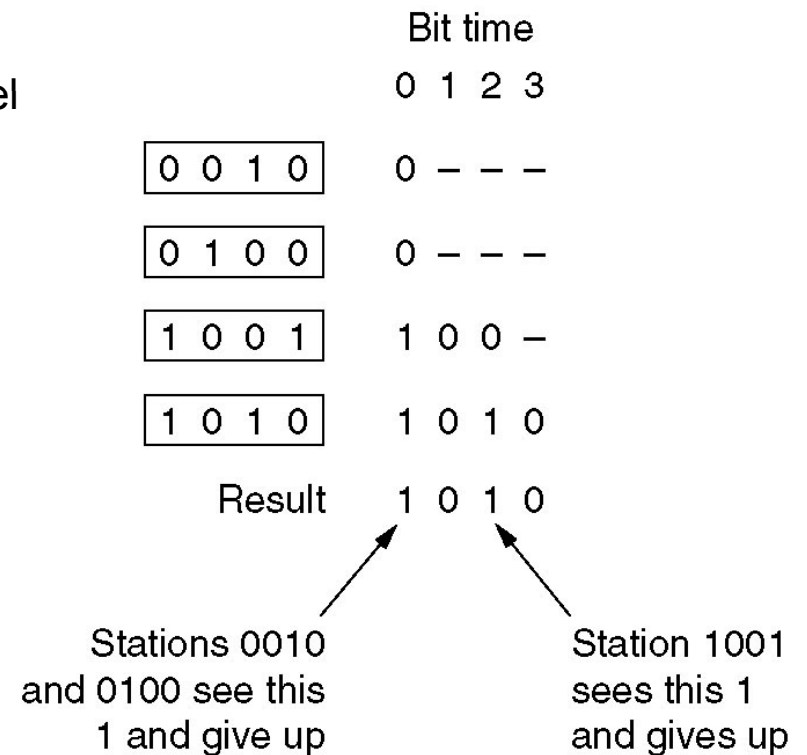 Bit time
el
0 1 2 3
0 0 1 0 0 – – –
0 1 0 0 0 – – –
1 0 0 1 1 0 0 –
1 0 1 0 1 0 1 0
Result 1 0 1 0
Stations 0010
and 0100 see this
1 and give up
Station 1001
sees this 1
and gives up